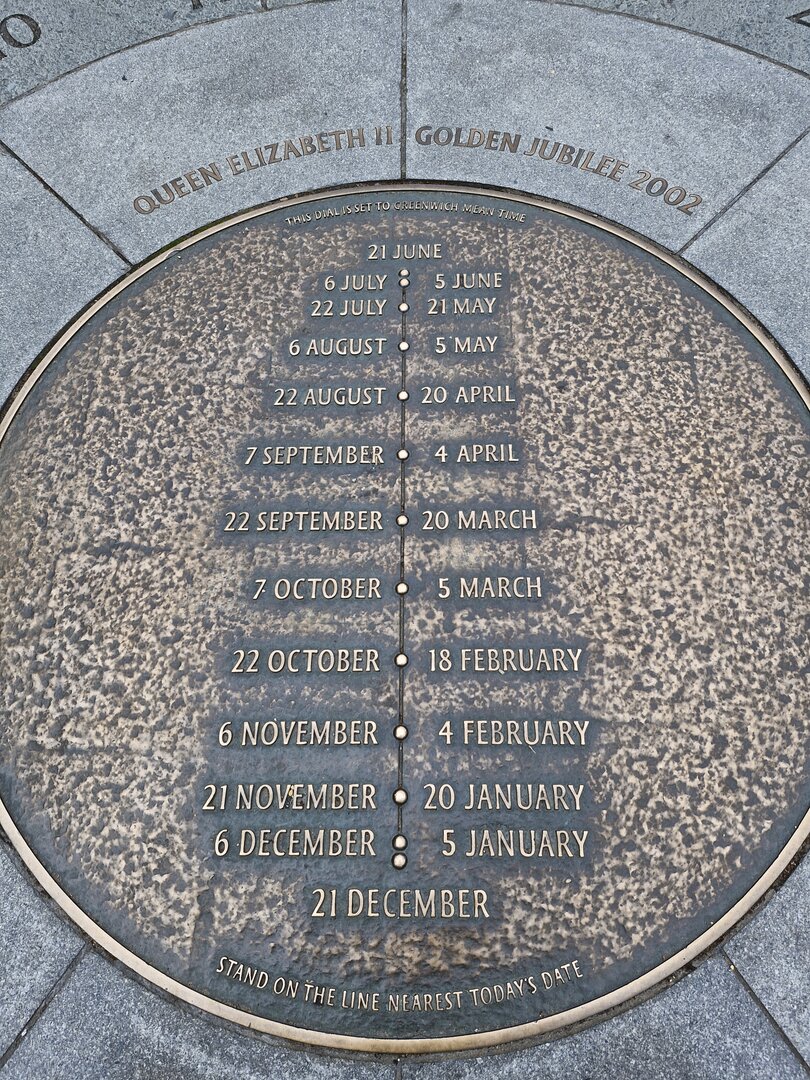 QUEEN ELIZABETH II GOLDEN JUBILEE 2002
THIS DIAL IS SET TO GREENWICH MEAN TIME
21 JUNE
6 JULY 5 JUNE
22 JULY 21 MAY
6 AUGUST 5 MAY
22 AUGUST 20 APRIL
7 SEPTEMBER 4 APRIL
22 SEPTEMBER 20 MARCH
7 OCTOBER 5 MARCH
22 OCTOBER 18 FEBRUARY
6 NOVEMBER 4 FEBRUARY
21 NOVEMBER 20 JANUARY
6 DECEMBER 5 JANUARY
21 DECEMBER
STAND ON THE LINE NEAREST TODAY'S DATE